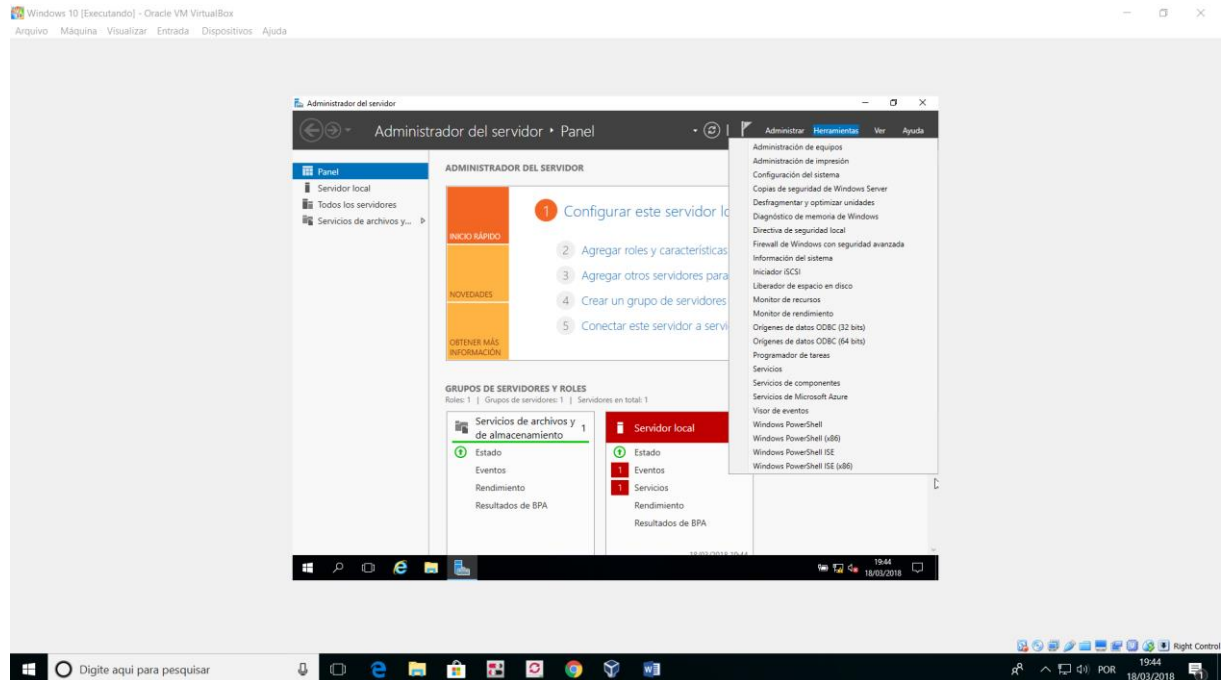 Windows 10 [Executando] - Oracle VM VirtualBox
Arquivo Máquina Visualizar Entrada Dispositivos Ajuda
Administrador del servidor
Administrador del servidor • Panel
Administrar Herramientas Ver Ayuda
Panel
Servidor local
Todos los servidores
Servicios de archivos y...
ADMINISTRADOR DEL SERVIDOR
INICIO RÁPIDO
NOVEDADES
OBTENER MÁS
INFORMACIÓN
1 Configurar este servidor lo
2 Agregar roles y características
3 Agregar otros servidores para
4 Crear un grupo de servidores
5 Conectar este servidor a servi
GRUPOS DE SERVIDORES Y ROLES
Roles: 1 | Grupos de servidores: 1 | Servidores en total: 1
Servicios de archivos y
de almacenamiento
1
Estado
Eventos
Rendimiento
Resultados de BPA
Servidor local
Estado
1 Eventos
1 Servicios
Rendimiento
Resultados de BPA
18/03/2018 19:44
Administración de equipos
Administración de impresión
Configuración del sistema
Copias de seguridad de Windows Server
Desfragmentar y optimizar unidades
Diagnóstico de memoria de Windows
Directiva de seguridad local
Firewall de Windows con seguridad avanzada
Información del sistema
Iniciador iSCSI
Liberador de espacio en disco
Monitor de recursos
Monitor de rendimiento
Orígenes de datos ODBC (32 bits)
Orígenes de datos ODBC (64 bits)
Programador de tareas
Servicios
Servicios de componentes
Servicios de Microsoft Azure
Visor de eventos
Windows PowerShell
Windows PowerShell (x86)
Windows PowerShell ISE
Windows PowerShell ISE (x86)
19:44
18/03/2018
Right Control
Digite aqui para pesquisar
POR
19:44
18/03/2018